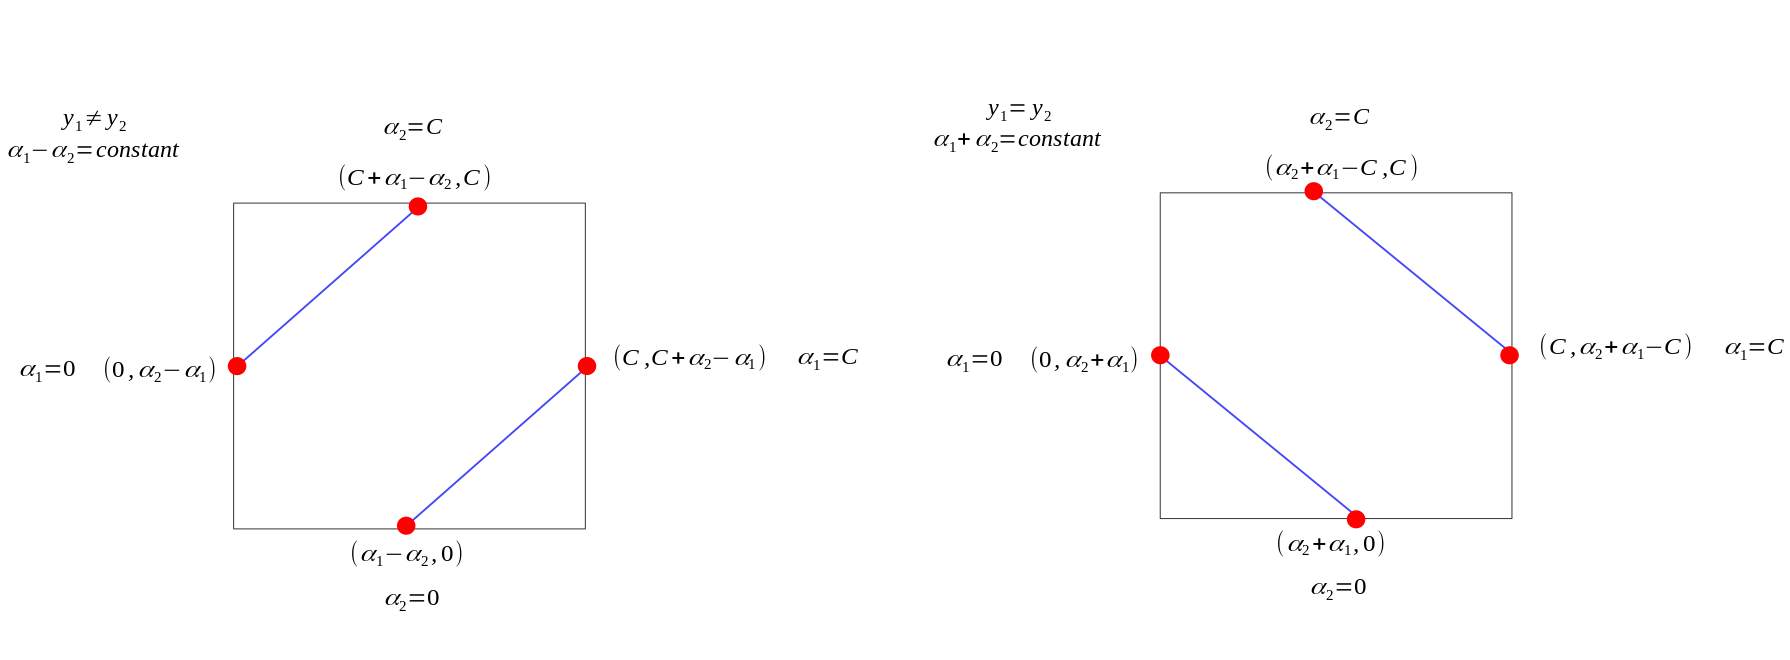 y₁≠y₂
α₁−α₂=constant
α₂=C
(C+α₁−α₂,C)
α₁=0
(0,α₂−α₁)
(C,C+α₂−α₁)
α₁=C
(α₁−α₂,0)
α₂=0
y₁=y₂
α₁+α₂=constant
α₂=C
(α₂+α₁−C,C)
α₁=0
(0,α₂+α₁)
(C,α₂+α₁−C)
α₁=C
(α₂+α₁,0)
α₂=0